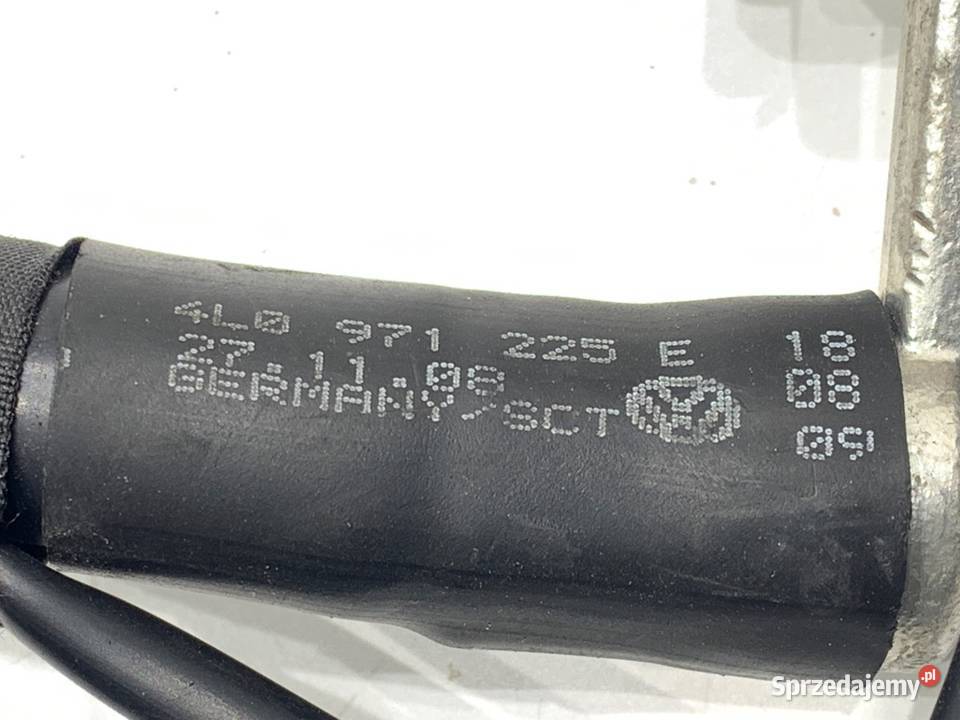 4L0 971 225 E
27.11.09
GERMANY/SCT
18
08
09
Sprzedajemy.pl